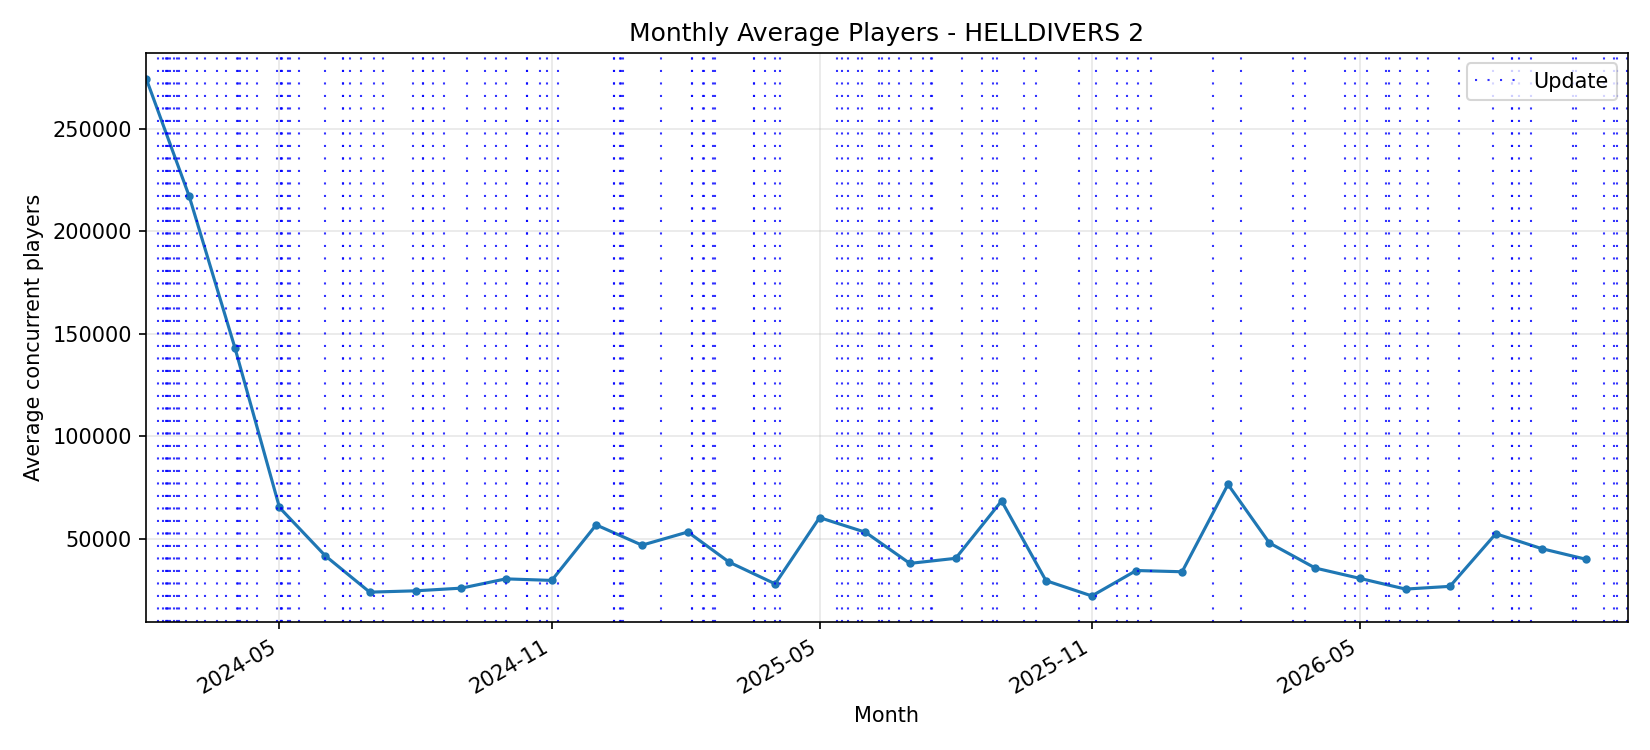 Monthly Average Players - HELLDIVERS 2
Update
250000
200000
150000
100000
50000
Average concurrent players
2024-05
2024-11
2025-05
2025-11
2026-05
Month